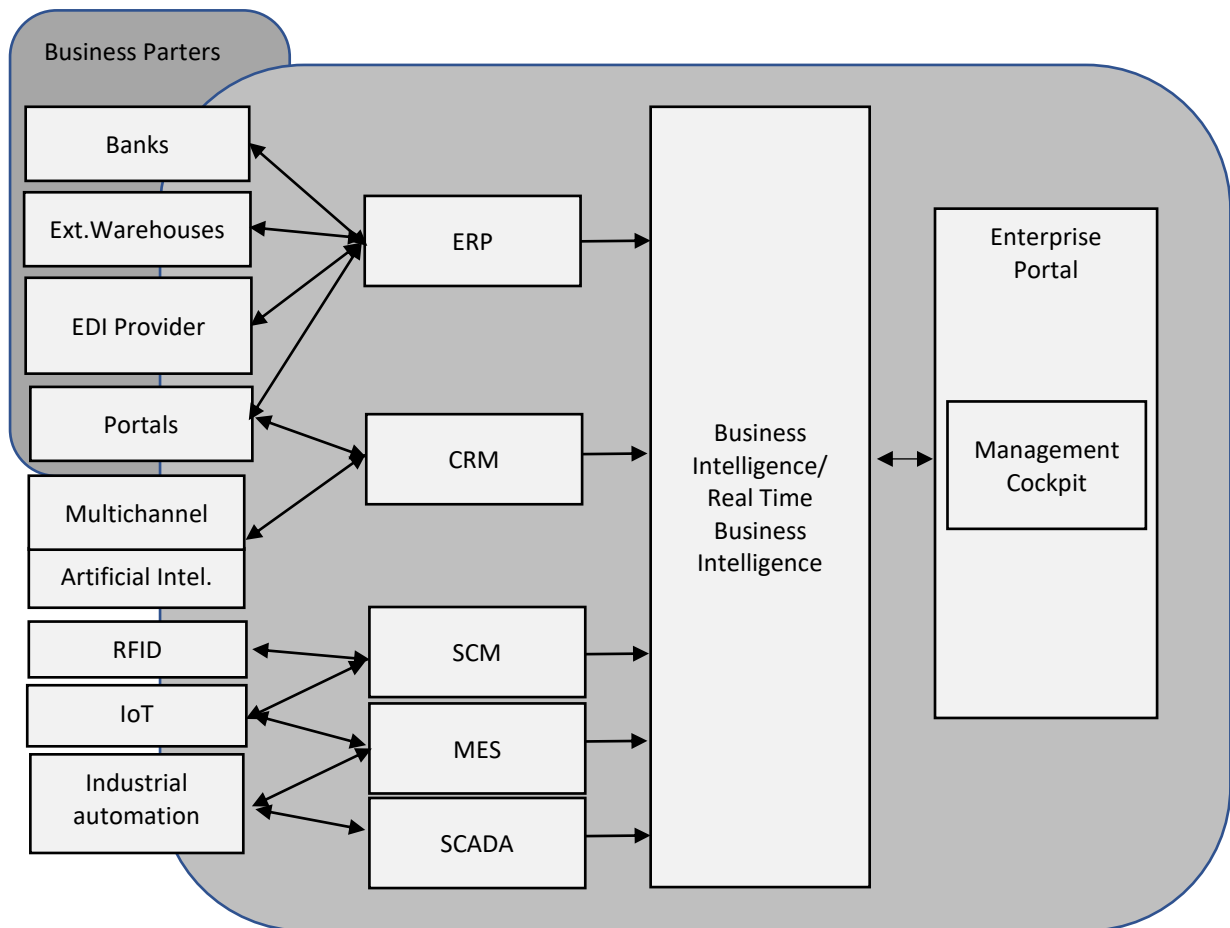 Business Parters
Banks
Ext.Warehouses
EDI Provider
Portals
Multichannel
Artificial Intel.
RFID
IoT
Industrial
automation
ERP
CRM
SCM
MES
SCADA
Business
Intelligence/
Real Time
Business
Intelligence
Enterprise
Portal
Management
Cockpit